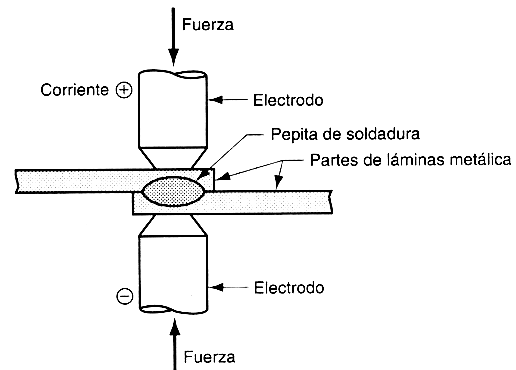 Fuerza
Corriente +
Electrodo
Pepita de soldadura
Partes de láminas metálica
−
Electrodo
Fuerza